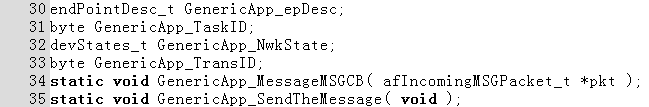 30 endPointDesc_t GenericApp_epDesc;
31 byte GenericApp_TaskID;
32 devStates_t GenericApp_NwkState;
33 byte GenericApp_TransID;
34 static void GenericApp_MessageMSGCB( afIncomingMSGPacket_t *pkt );
35 static void GenericApp_SendTheMessage( void );